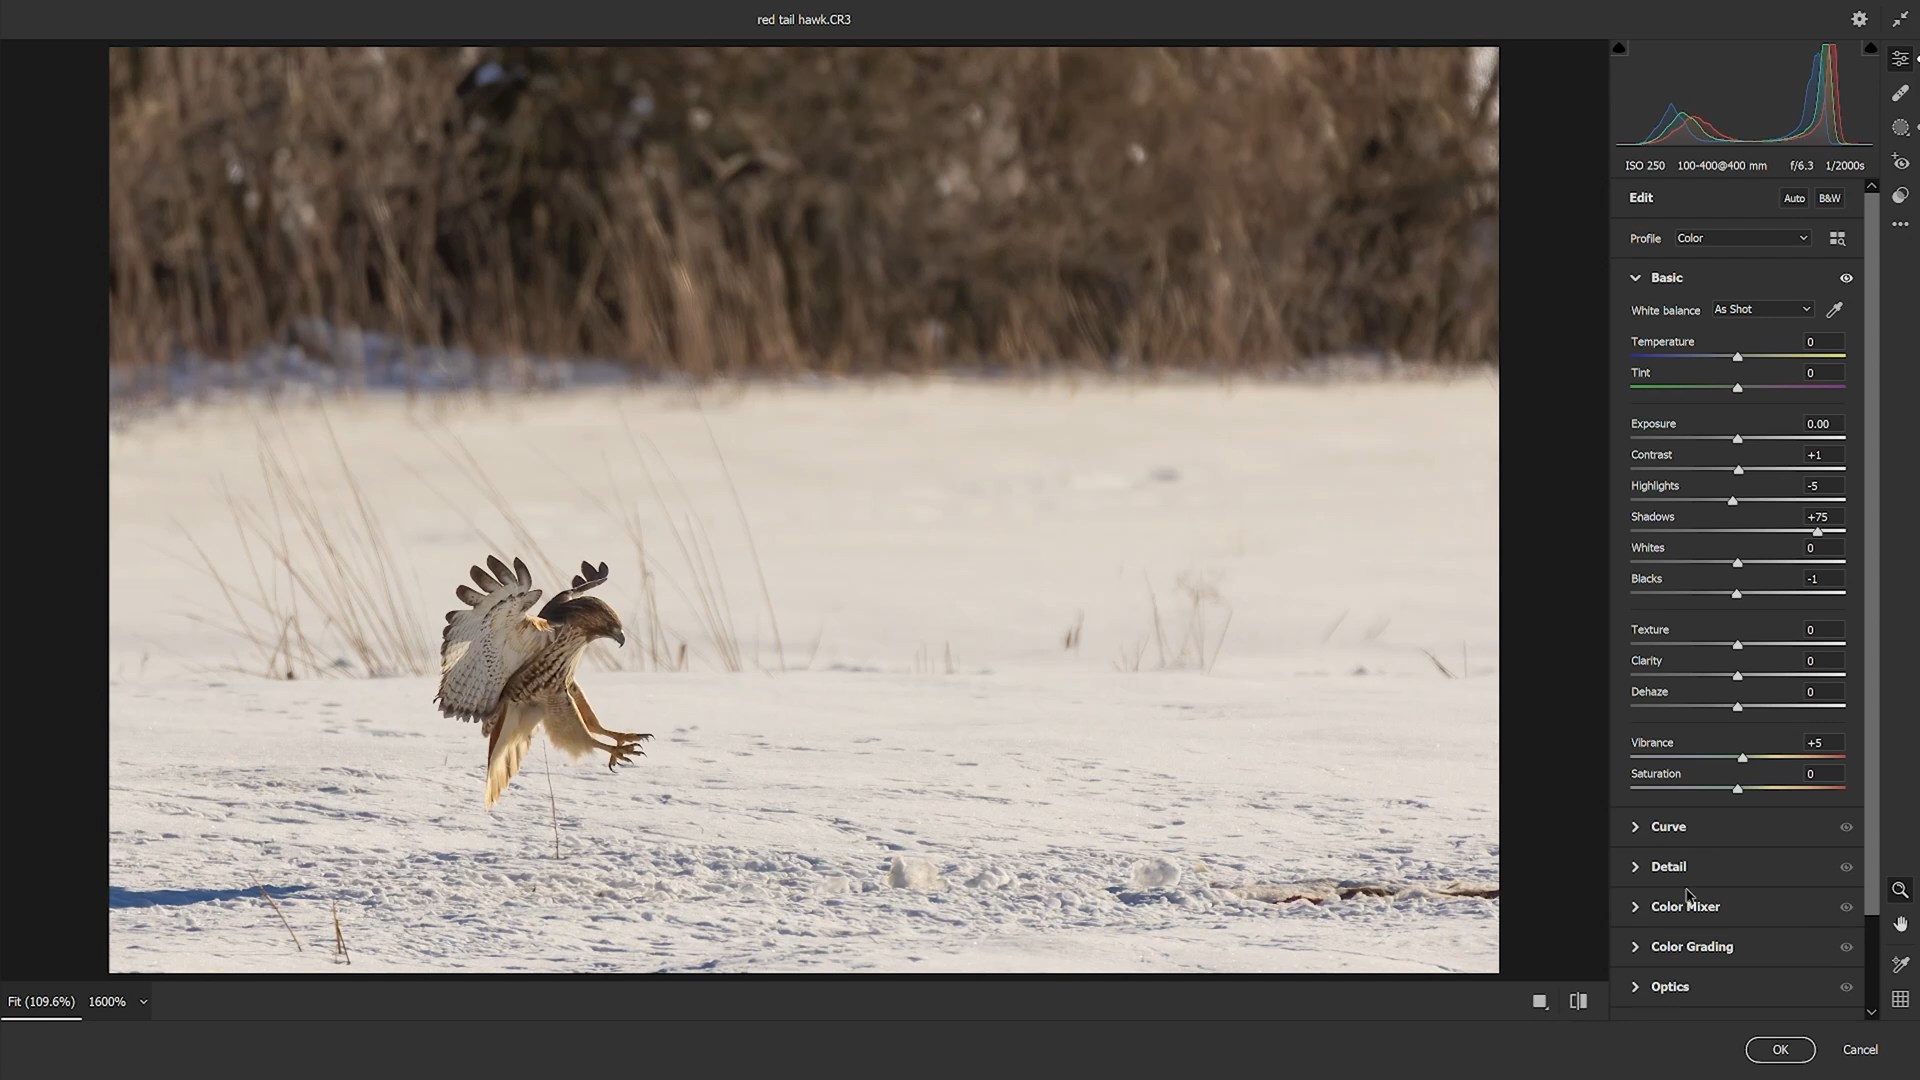 red tail hawk.CR3
ISO 250 100-400@400 mm f/6.3 1/2000s
Edit Auto B&W
Profile Color
Basic
White balance As Shot
Temperature 0
Tint 0
Exposure 0.00
Contrast +1
Highlights -5
Shadows +75
Whites 0
Blacks -1
Texture 0
Clarity 0
Dehaze 0
Vibrance +5
Saturation 0
Curve
Detail
Color Mixer
Color Grading
Optics
Fit (109.6%) 1600%
OK Cancel